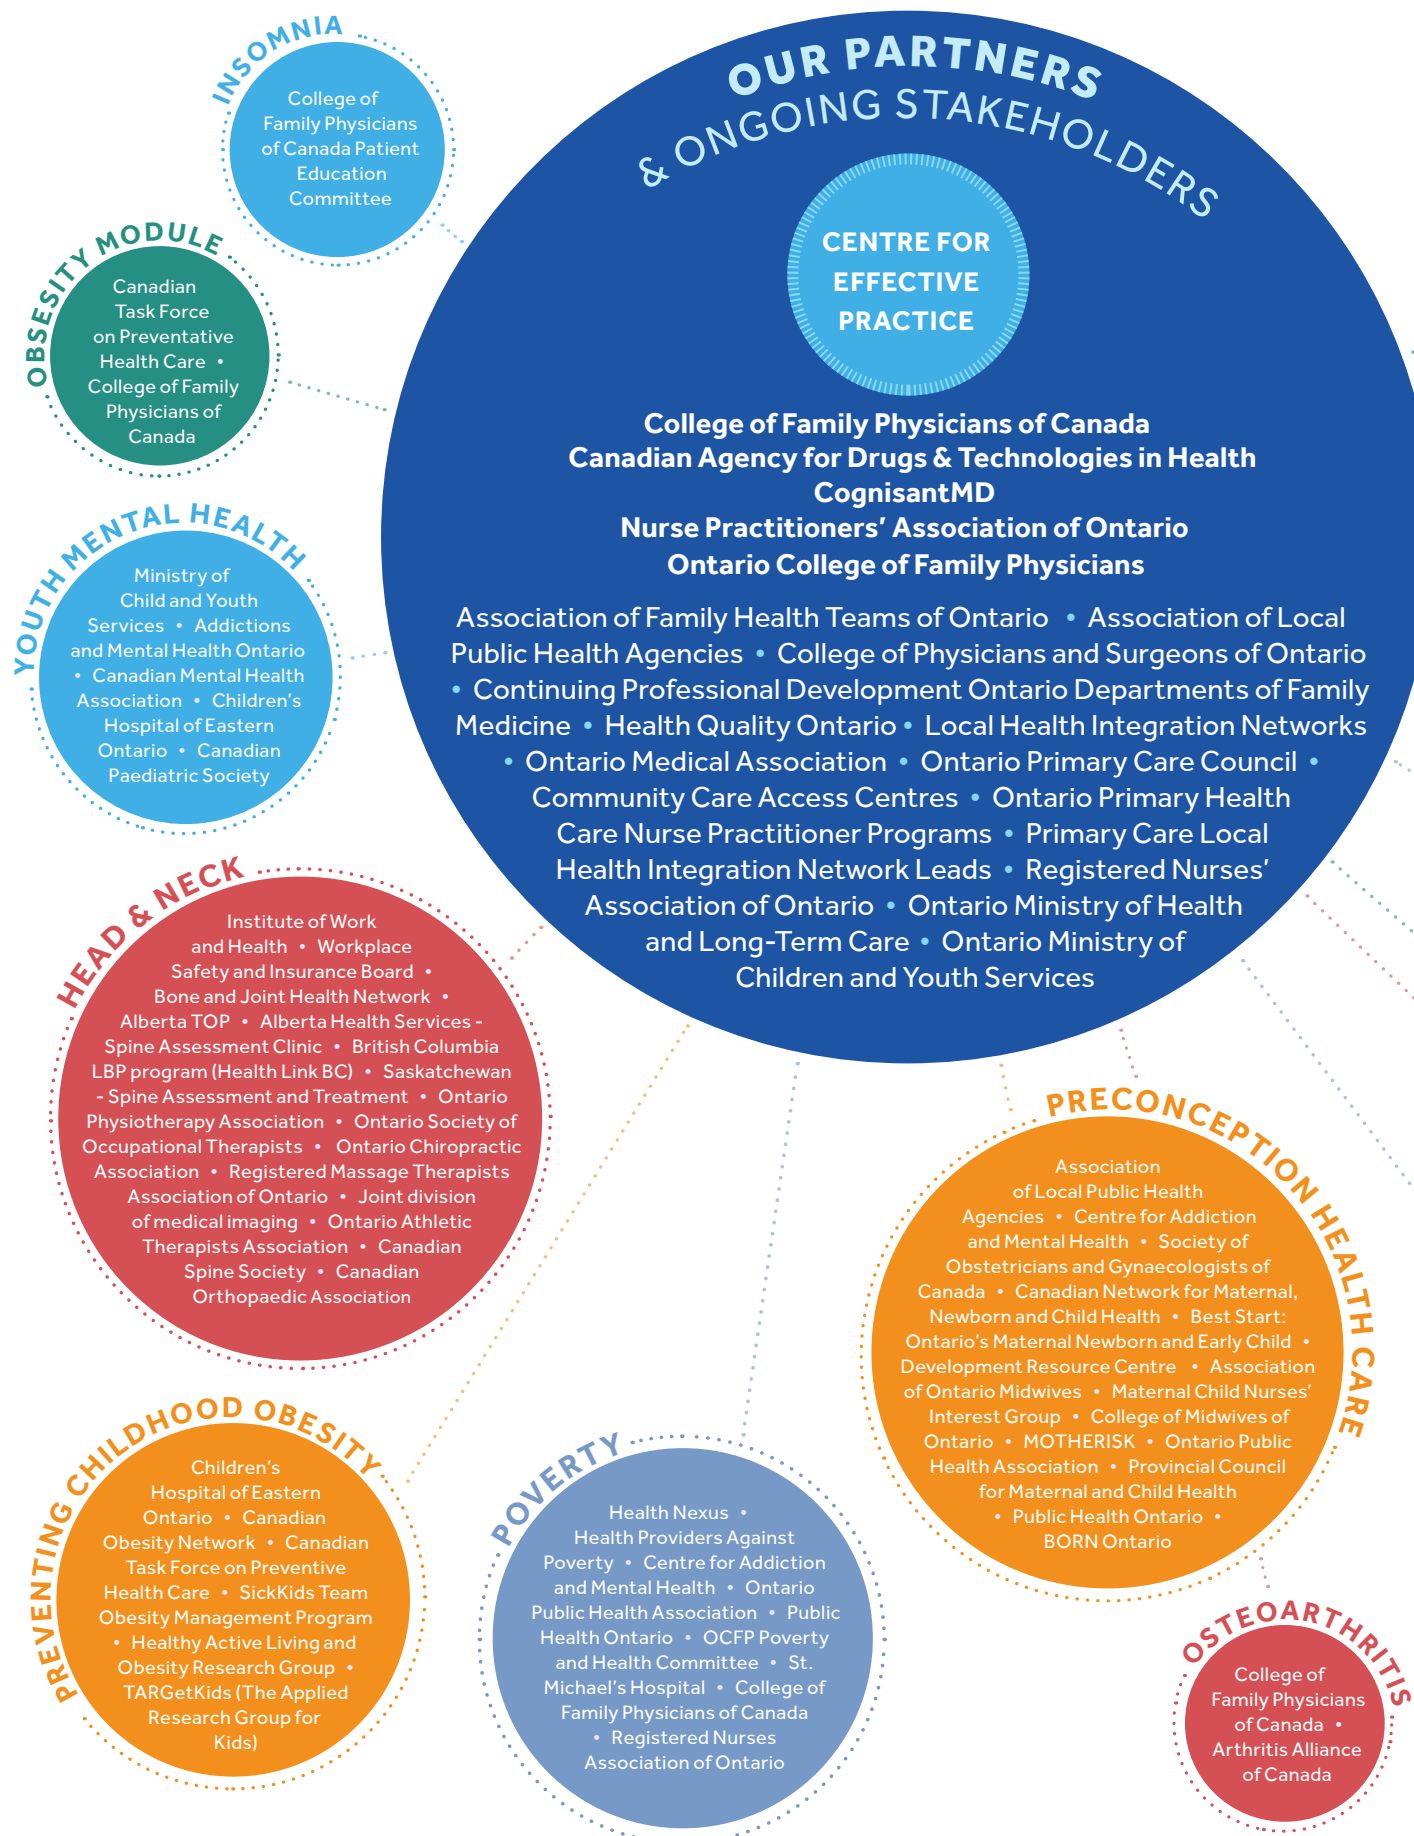 INSOMNIA
College of
Family Physicians
of Canada Patient
Education
Committee
OBSESITY MODULE
Canadian
Task Force
on Preventative
Health Care •
College of Family
Physicians of
Canada
YOUTH MENTAL HEALTH
Ministry of
Child and Youth
Services • Addictions
and Mental Health Ontario
• Canadian Mental Health
Association • Children's
Hospital of Eastern
Ontario • Canadian
Paediatric Society
OUR PARTNERS
& ONGOING STAKEHOLDERS
CENTRE FOR
EFFECTIVE
PRACTICE
College of Family Physicians of Canada
Canadian Agency for Drugs & Technologies in Health
CognisantMD
Nurse Practitioners' Association of Ontario
Ontario College of Family Physicians
Association of Family Health Teams of Ontario • Association of Local
Public Health Agencies • College of Physicians and Surgeons of Ontario
• Continuing Professional Development Ontario Departments of Family
Medicine • Health Quality Ontario • Local Health Integration Networks
• Ontario Medical Association • Ontario Primary Care Council •
Community Care Access Centres • Ontario Primary Health
Care Nurse Practitioner Programs • Primary Care Local
Health Integration Network Leads • Registered Nurses'
Association of Ontario • Ontario Ministry of Health
and Long-Term Care • Ontario Ministry of
Children and Youth Services
HEAD & NECK
Institute of Work
and Health • Workplace
Safety and Insurance Board •
Bone and Joint Health Network •
Alberta TOP • Alberta Health Services -
Spine Assessment Clinic • British Columbia
LBP program (Health Link BC) • Saskatchewan
- Spine Assessment and Treatment • Ontario
Physiotherapy Association • Ontario Society of
Occupational Therapists • Ontario Chiropractic
Association • Registered Massage Therapists
Association of Ontario • Joint division
of medical imaging • Ontario Athletic
Therapists Association • Canadian
Spine Society • Canadian
Orthopaedic Association
PRECONCEPTION HEALTH CARE
Association
of Local Public Health
Agencies • Centre for Addiction
and Mental Health • Society of
Obstetricians and Gynaecologists of
Canada • Canadian Network for Maternal,
Newborn and Child Health • Best Start:
Ontario's Maternal Newborn and Early Child •
Development Resource Centre • Association
of Ontario Midwives • Maternal Child Nurses'
Interest Group • College of Midwives of
Ontario • MOTHERISK • Ontario Public
Health Association • Provincial Council
for Maternal and Child Health
• Public Health Ontario •
BORN Ontario
PREVENTING CHILDHOOD OBESITY
Children's
Hospital of Eastern
Ontario • Canadian
Obesity Network • Canadian
Task Force on Preventive
Health Care • SickKids Team
Obesity Management Program
• Healthy Active Living and
Obesity Research Group •
TARGetKids (The Applied
Research Group for
Kids)
POVERTY
Health Nexus •
Health Providers Against
Poverty • Centre for Addiction
and Mental Health • Ontario
Public Health Association • Public
Health Ontario • OCFP Poverty
and Health Committee • St.
Michael's Hospital • College of
Family Physicians of Canada
• Registered Nurses
Association of Ontario
OSTEOARTHRITIS
College of
Family Physicians
of Canada •
Arthritis Alliance
of Canada